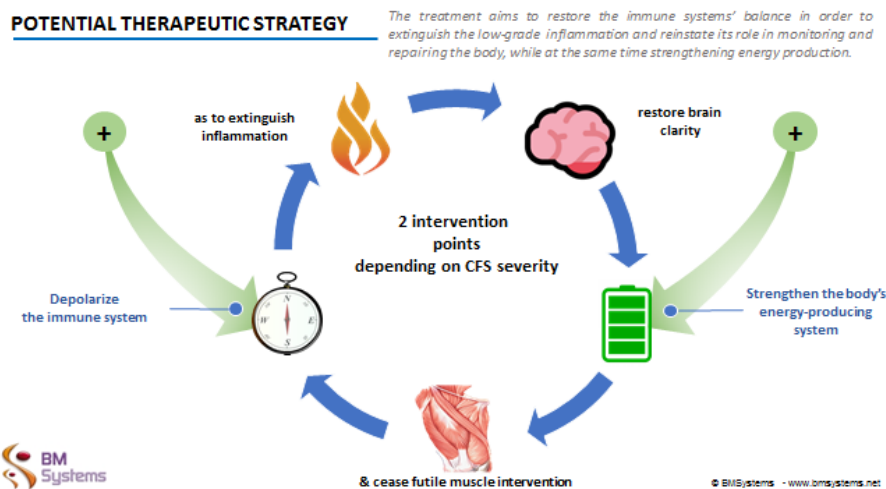 POTENTIAL THERAPEUTIC STRATEGY
The treatment aims to restore the immune systems’ balance in order to
extinguish the low-grade inflammation and reinstate its role in monitoring and
repairing the body, while at the same time strengthening energy production.
as to extinguish
inflammation
restore brain
clarity
+
+
2 intervention
points
depending on CFS severity
N
W
E
S
Depolarize
the immune system
Strengthen the body’s
energy-producing
system
& cease futile muscle intervention
BM
Systems
© BMSystems - www.bmsystems.net